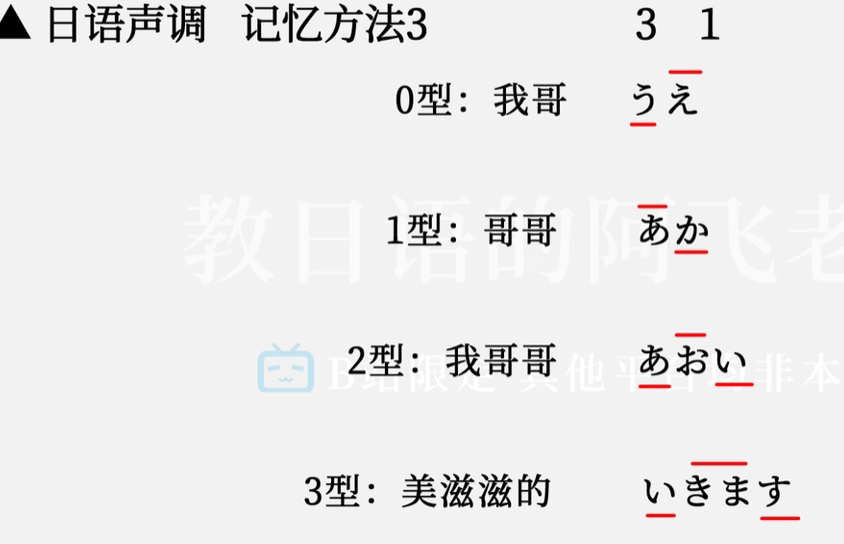 ▲日语声调 记忆方法3 3 1
0型：我哥 うえ
教日语的阿飞老
1型：哥哥 あか
2型：我哥哥 あおい
B站限定 其他平台均非本
3型：美滋滋的 いきます